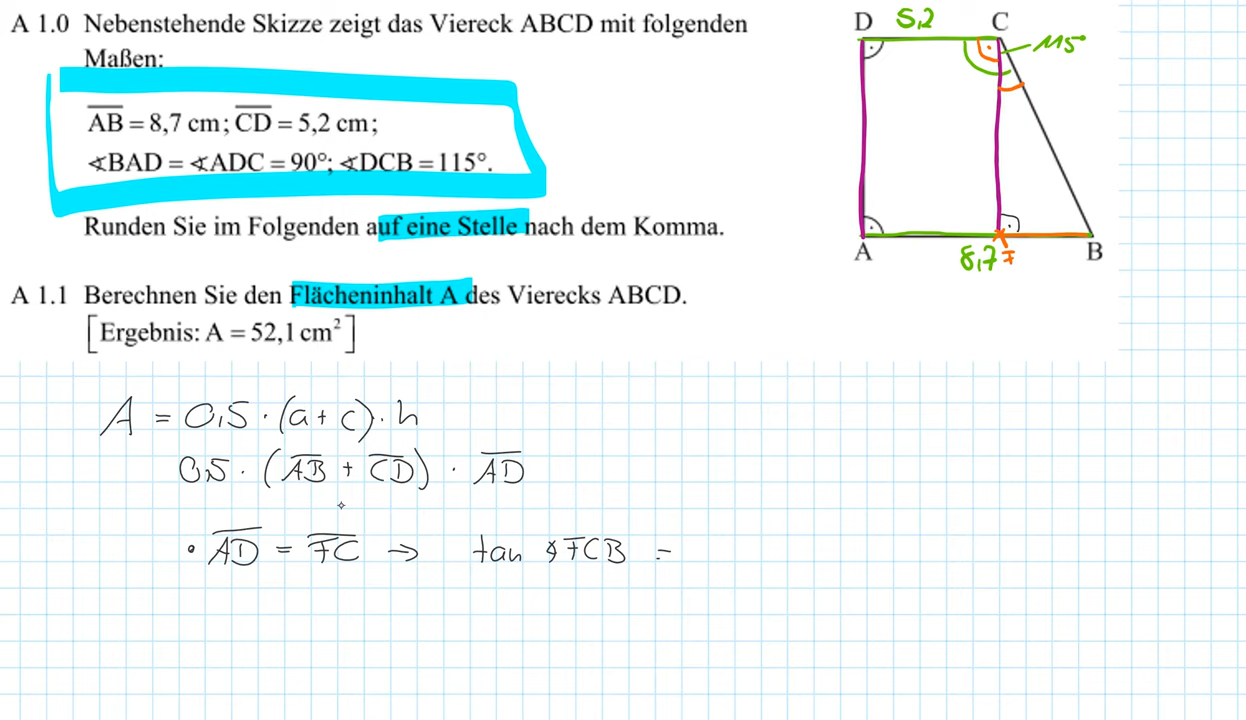 A 1.0 Nebenstehende Skizze zeigt das Viereck ABCD mit folgenden
Maßen:
AB = 8,7 cm; CD = 5,2 cm;
∢BAD = ∢ADC = 90°; ∢DCB = 115°.
Runden Sie im Folgenden auf eine Stelle nach dem Komma.
A 1.1 Berechnen Sie den Flächeninhalt A des Vierecks ABCD.
[Ergebnis: A = 52,1 cm²]
D 5,2 C
115°
A 8,7 F B
A = 0,5 · (a + c) · h
0,5 · (AB + CD) · AD
· AD = FC ⇒ tan ∢FCB =